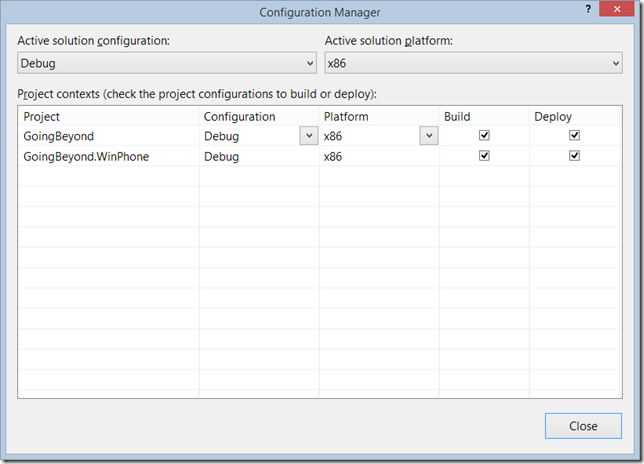 Configuration Manager
?
Active solution configuration: Active solution platform:
Debug x86
Project contexts (check the project configurations to build or deploy):
Project Configuration Platform Build Deploy
GoingBeyond Debug x86
GoingBeyond.WinPhone Debug x86
Close